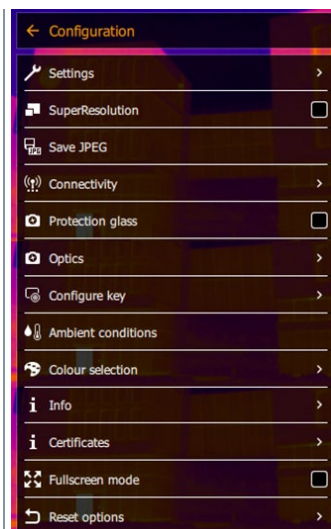 Configuration
Settings
SuperResolution
JPG
Save JPEG
Connectivity
Protection glass
Optics
Configure key
Ambient conditions
Colour selection
Info
Certificates
Fullscreen mode
Reset options